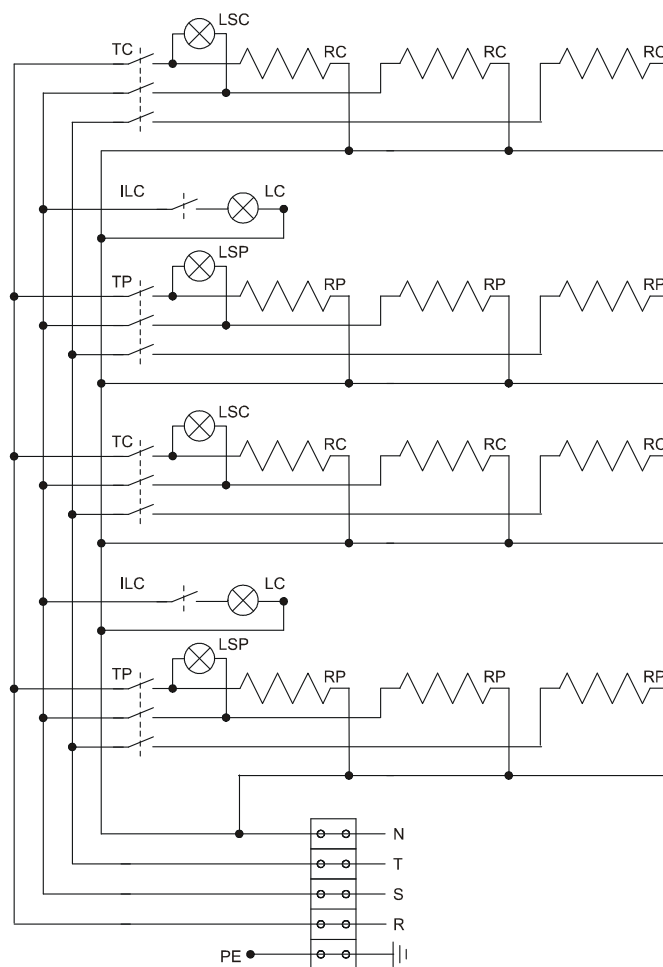 LSC
TC RC RC RC
ILC LC
LSP
TP RP RP RP
LSC
TC RC RC RC
ILC LC
LSP
TP RP RP RP
N
T
S
R
PE